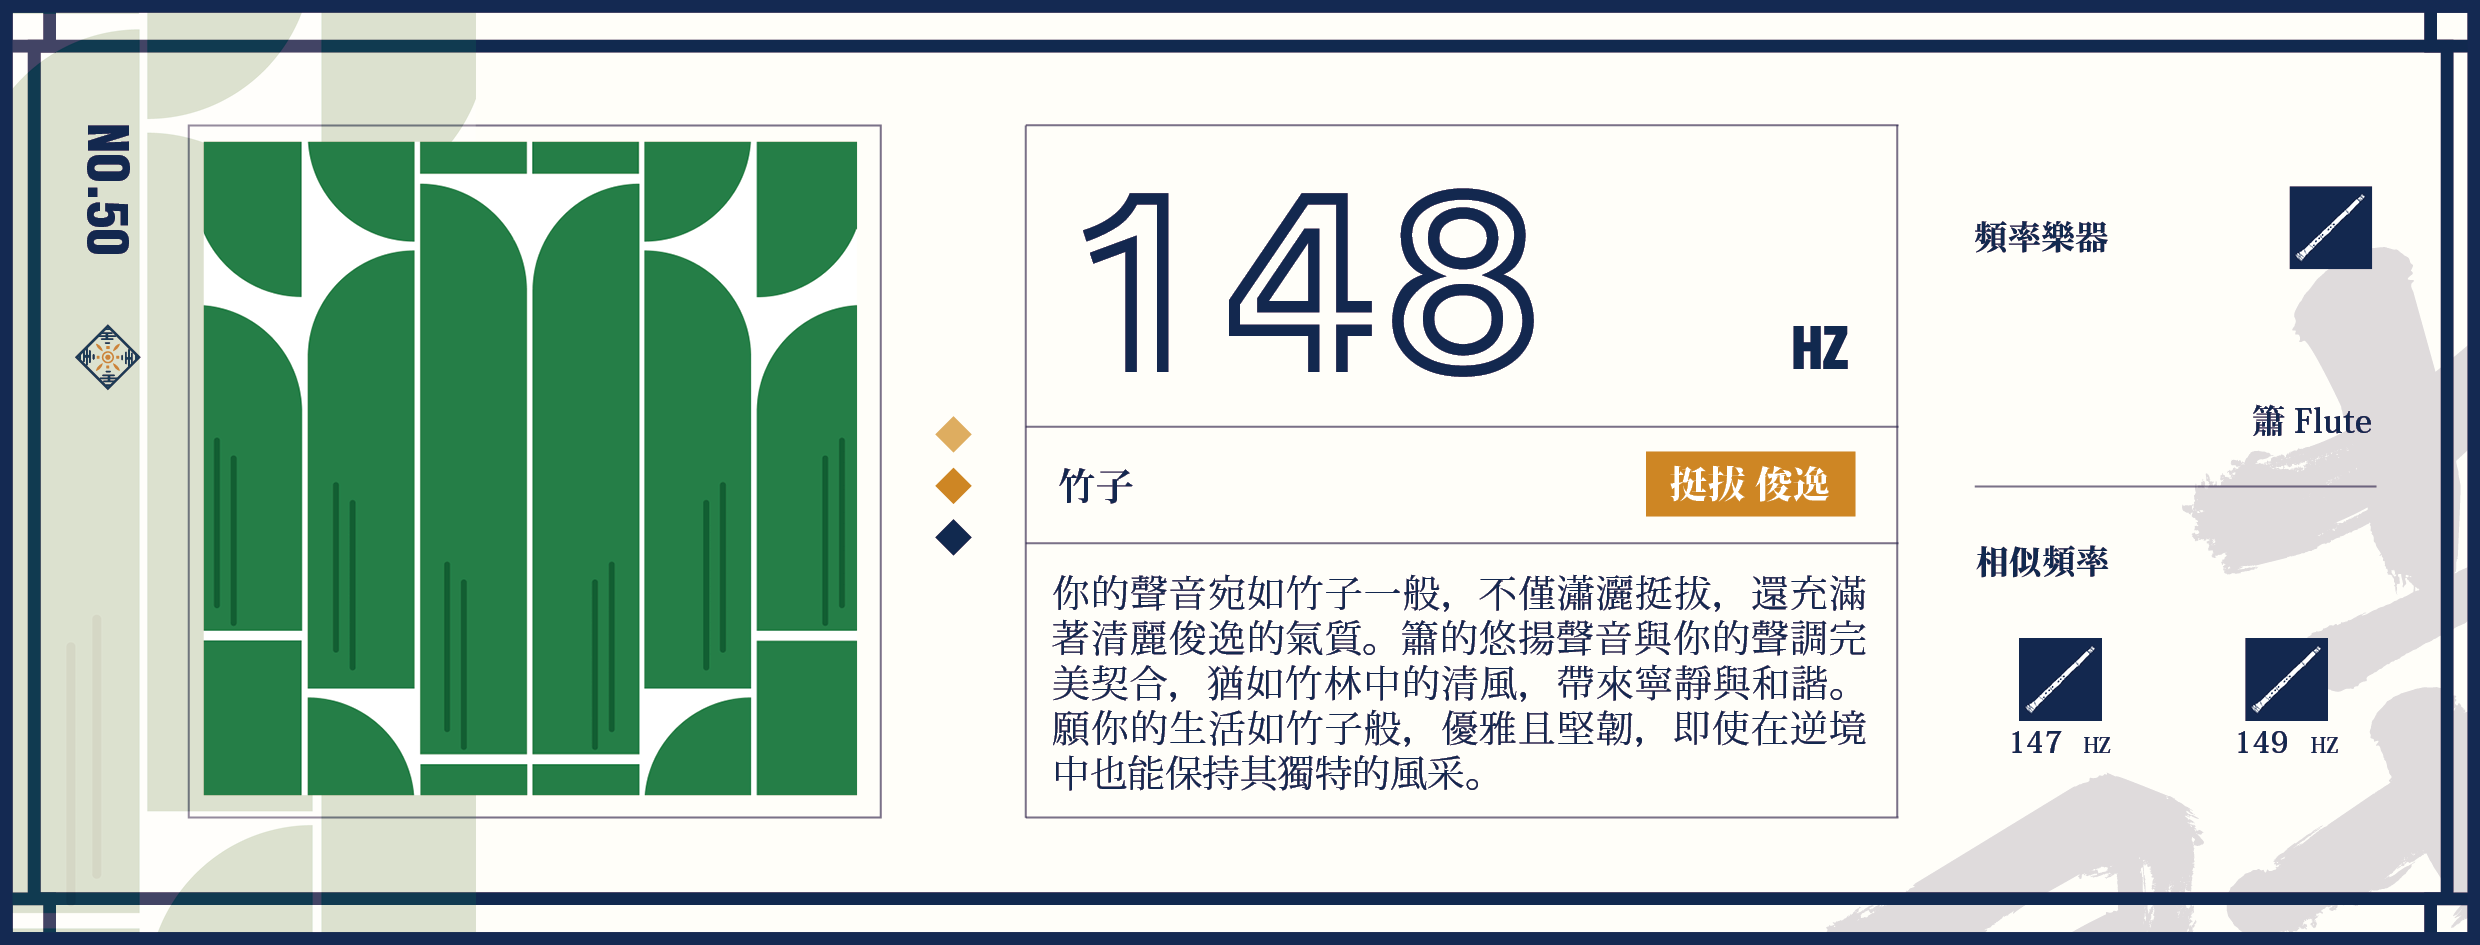 NO.50
148 HZ
竹子
挺拔 俊逸
你的聲音宛如竹子一般，不僅瀟灑挺拔，還充滿
著清麗俊逸的氣質。簫的悠揚聲音與你的聲調完
美契合，猶如竹林中的清風，帶來寧靜與和諧。
願你的生活如竹子般，優雅且堅韌，即使在逆境
中也能保持其獨特的風采。
頻率樂器
簫 Flute
相似頻率
147 HZ
149 HZ